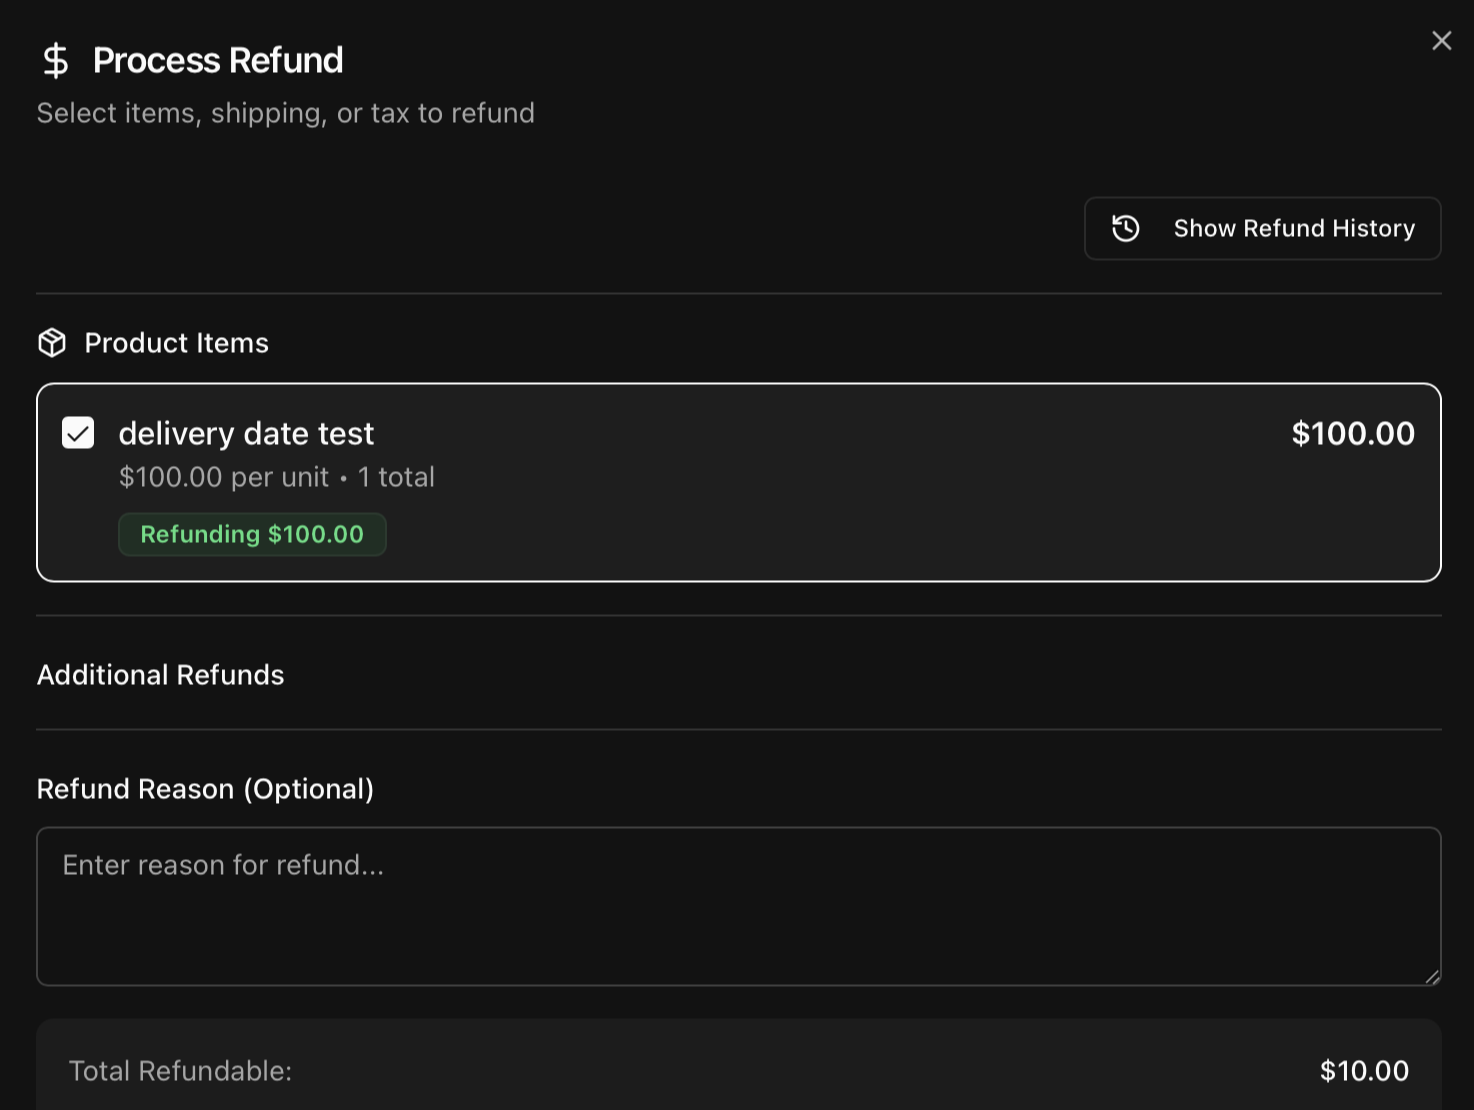 Process Refund
Select items, shipping, or tax to refund
Show Refund History
Product Items
delivery date test
$100.00
$100.00 per unit • 1 total
Refunding $100.00
Additional Refunds
Refund Reason (Optional)
Enter reason for refund...
Total Refundable:
$10.00